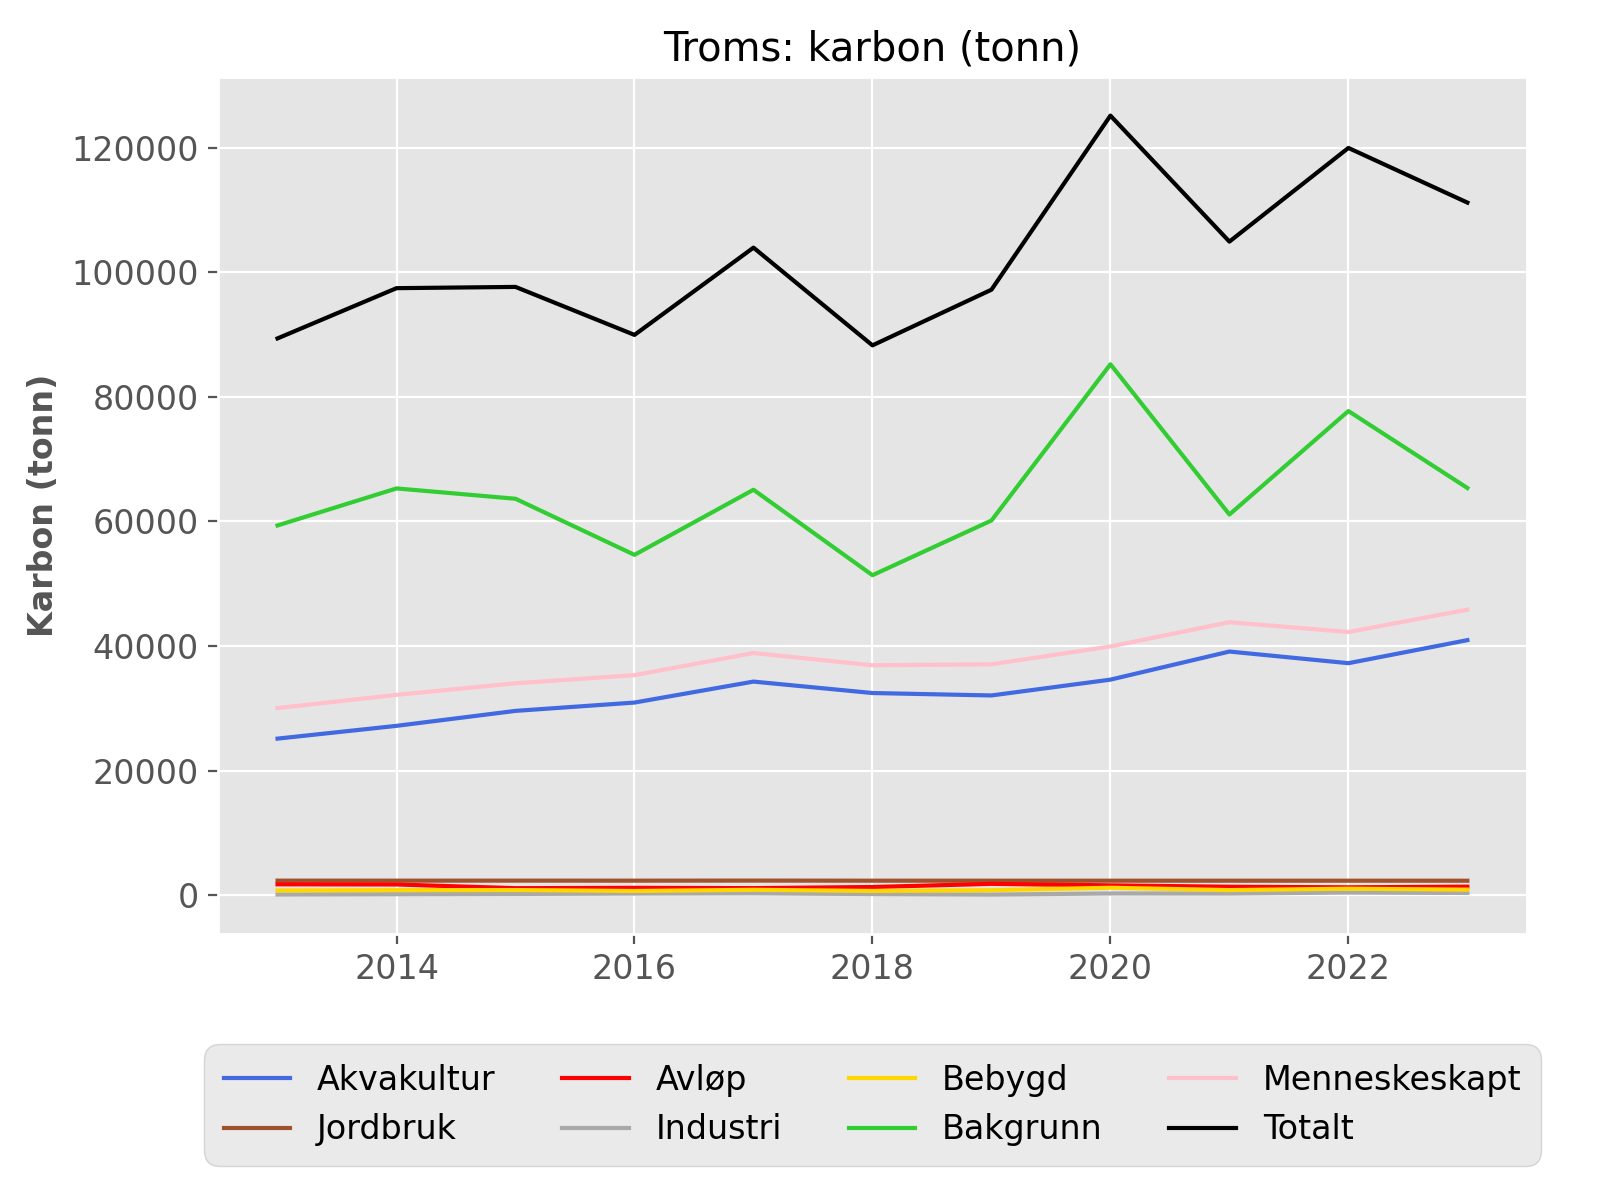 Troms: karbon (tonn)
Karbon (tonn)
120000
100000
80000
60000
40000
20000
0
2014 2016 2018 2020 2022
Akvakultur Avløp Bebygd Menneskeskapt
Jordbruk Industri Bakgrunn Totalt